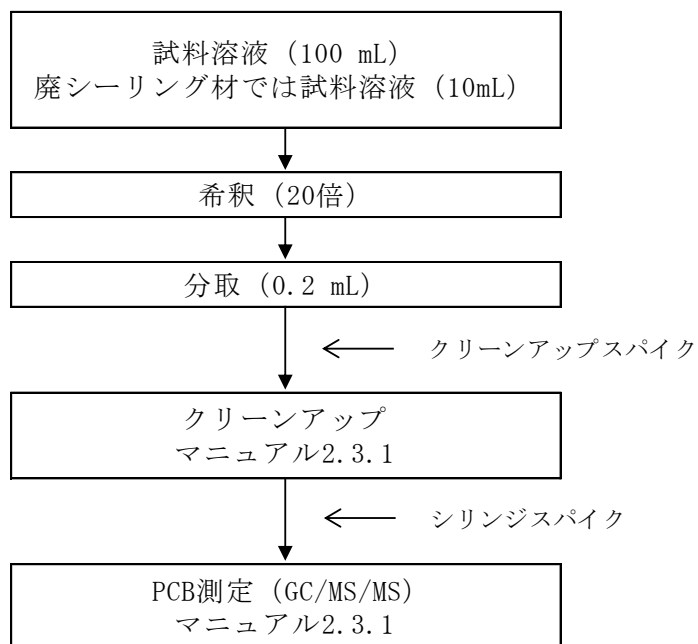 試料溶液 (100 mL)
廃シーリング材では試料溶液 (10mL)
希釈 (20倍)
分取 (0.2 mL)
クリーンアップスパイク
クリーンアップ
マニュアル2.3.1
シリンジスパイク
PCB測定 (GC/MS/MS)
マニュアル2.3.1